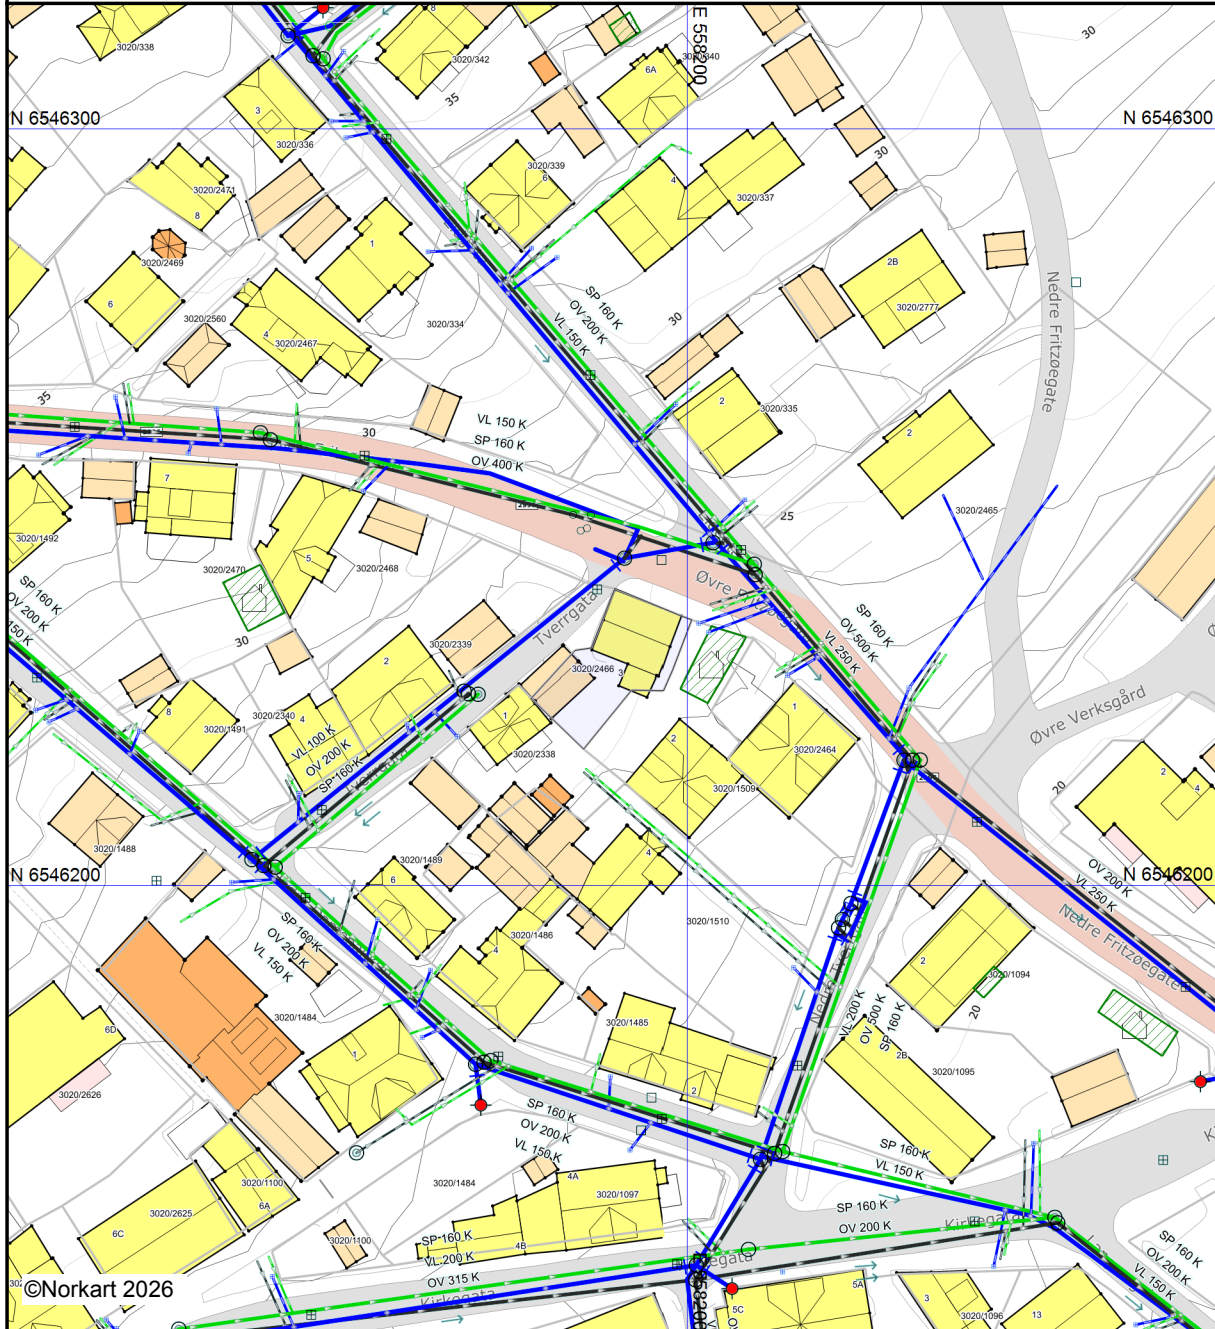 3020/338
8
3020/342
E 558200
3020/340
6A
30
35
N 6546300
N 6546300
3
3020/336
3020/339
6
4
3020/337
30
3020/2471
8
1
3020/2469
6
2B
3020/2777
3020/2560
4
3020/2467
3020/334
SP 160 K
OV 200 K
VL 150 K
30
Nedre Fritzøegate
35
2
3020/335
2
VL 150 K
SP 160 K
OV 400 K
30
7
25
3020/2465
3020/1492
5
3020/2468
3020/2470
Øvre Fritzøeg
SP 160 K
OV 500 K
VL 250 K
SP 160 K
OV 200 K
150 K
Tverrgata
30
3020/2339
2
3020/2466
3
8
3020/1491
3020/2340
4
1
3020/2338
VL 100 K
OV 200 K
SP 160 K
1
3020/2464
2
3020/1509
Øvre Verksgård
20
2
4
3020/1488
3020/1489
6
4
N 6546200
N 6546200
OV 200 K
VL 250 K
Nedre Fritzøegate
SP 160 K
OV 200 K
VL 150 K
3020/1486
4
3020/1510
2
3020/1094
20
3020/1484
6D
1
3020/1485
VL 200 K
OV 500 K
SP 160 K
2B
3020/1095
3020/2626
2
SP 160 K
OV 200 K
VL 150 K
SP 160 K
VL 150 K
3020/1100
6A
3020/1484
4A
3020/1097
3020/2625
6C
3020/1100
SP 160 K
VL 200 K
OV 315 K
4B
SP 160 K
OV 200 K
Kirkegata
SP 160 K
OV 200 K
VL 150 K
Kirkegata
5A
5C
3
3020/1096
13
©Norkart 2026